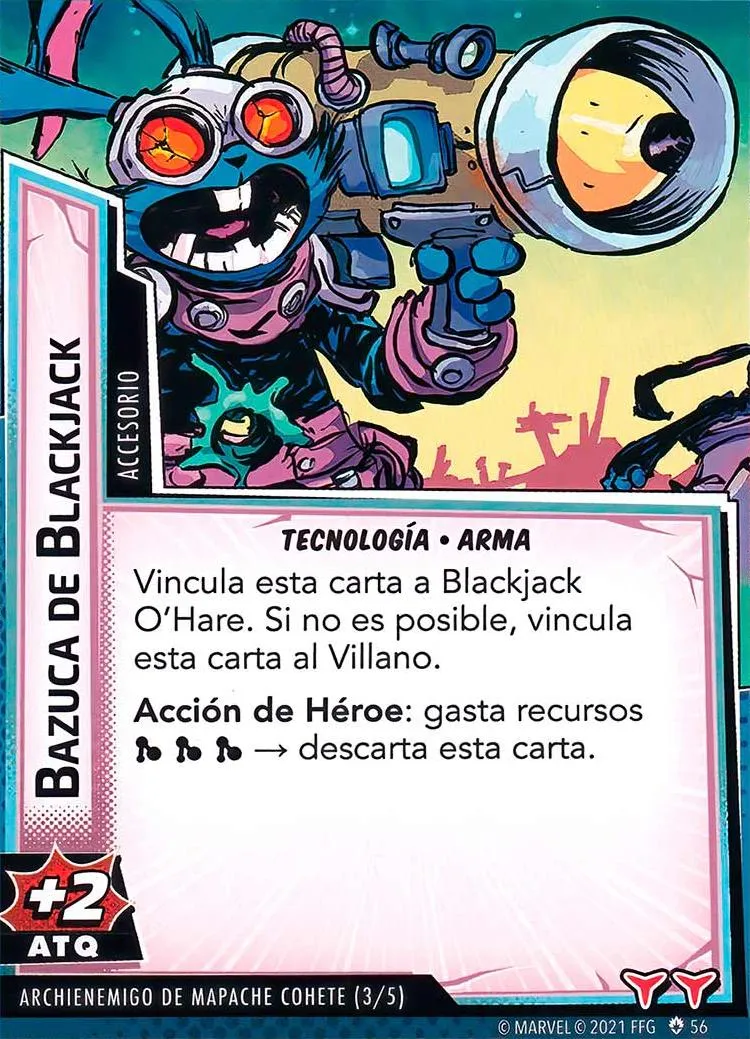 BAZUCA DE BLACKJACK
ACCESORIO
TECNOLOGÍA • ARMA
Vincula esta carta a Blackjack
O’Hare. Si no es posible, vincula
esta carta al Villano.
Acción de Héroe: gasta recursos
→ descarta esta carta.
+2
ATQ
ARCHIENEMIGO DE MAPACHE COHETE (3/5)
© MARVEL © 2021 FFG 56